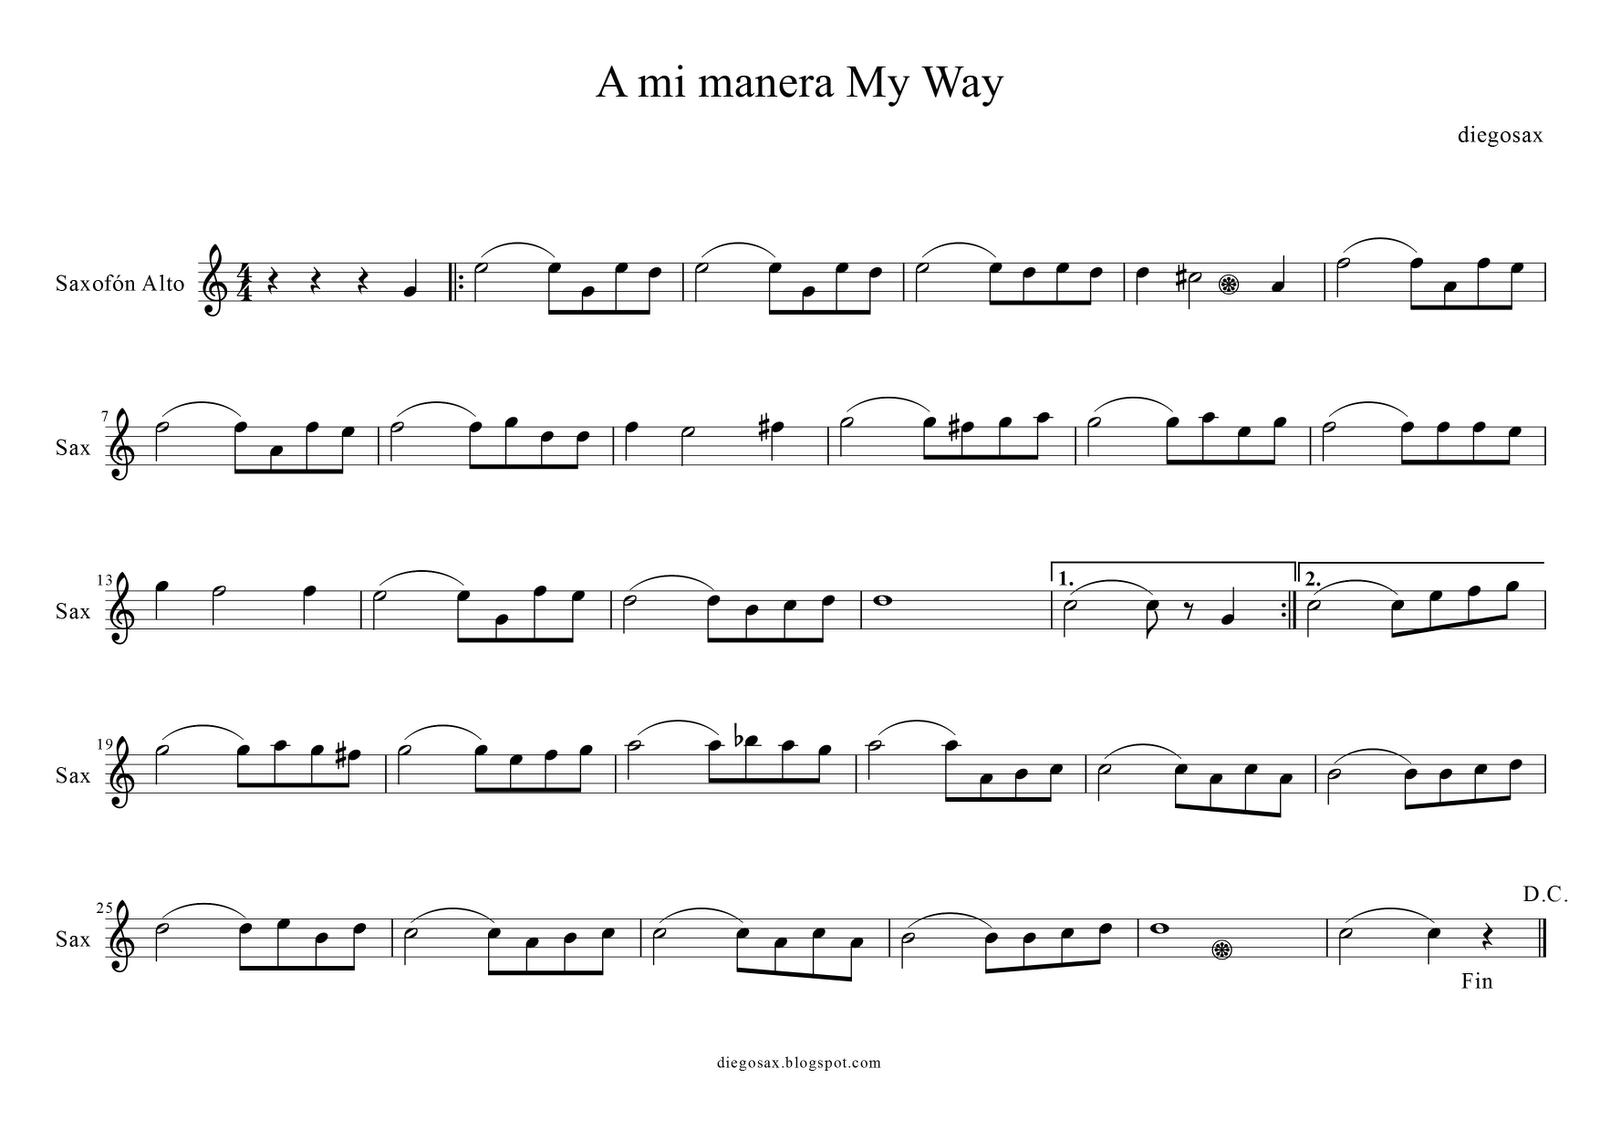 A mi manera My Way
diegosax
Saxofón Alto
4
4
7
Sax
13
Sax
1.
2.
19
Sax
D.C.
25
Sax
Fin
diegosax.blogspot.com